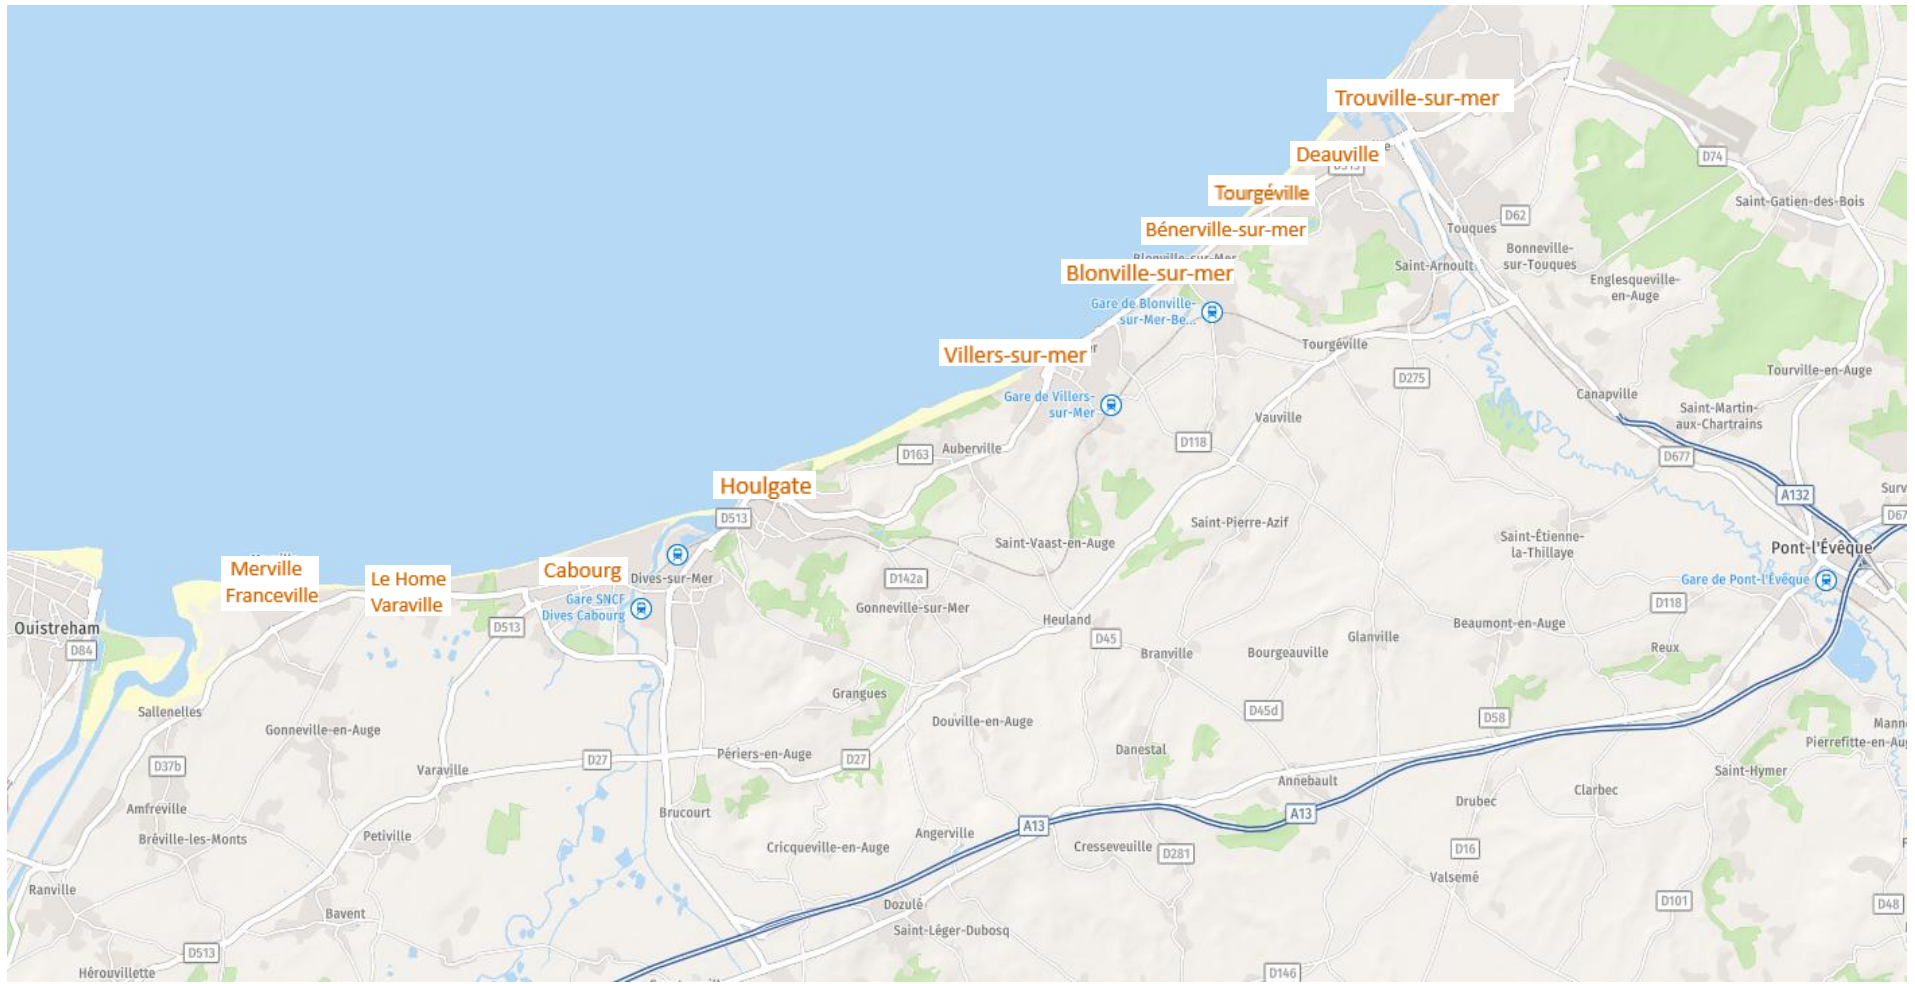 Trouville-sur-mer
Deauville
D513
D74
Tourgéville
Saint-Gatien-des-Bois
D62
Touques
Bénerville-sur-mer
Bonneville-
sur-Touques
Blonville-sur-Mer
Saint-Arnoult
Blonville-sur-mer
Englesqueville-
en-Auge
Gare de Blonville-
sur-Mer-Be...
Tourgéville
Villers-sur-mer
Tourville-en-Auge
D275
Canapville
Gare de Villers-
sur-Mer
Saint-Martin-
aux-Chartrains
Vauville
D118
Auberville
D163
D677
Houlgate
A132
Surv
D67
D513
Saint-Pierre-Azif
Saint-Étienne-
la-Thillaye
Saint-Vaast-en-Auge
Pont-l'Évêque
Merville
Franceville
Le Home
Varaville
Cabourg
Dives-sur-Mer
D142a
Gare de Pont-l'Évêque
Gare SNCF
Dives Cabourg
Gonneville-sur-Mer
D118
Heuland
Ouistreham
D513
D84
D45
Beaumont-en-Auge
Glanville
Branville
Bourgeauville
Reux
Grangues
Sallenelles
D45d
D58
Gonneville-en-Auge
Douville-en-Auge
Mann
Pierrefitte-en-Aug
Danestal
Périers-en-Auge
D27
D27
D37b
Varaville
Saint-Hymer
Annebault
Clarbec
Drubec
Amfreville
Brucourt
A13
A13
Petiville
Bréville-les-Monts
Angerville
Cricqueville-en-Auge
Cresseveuille
D281
D16
Valsemé
Ranville
D101
D48
Dozulé
Bavent
Saint-Léger-Dubosq
D513
Hérouvillette
D146